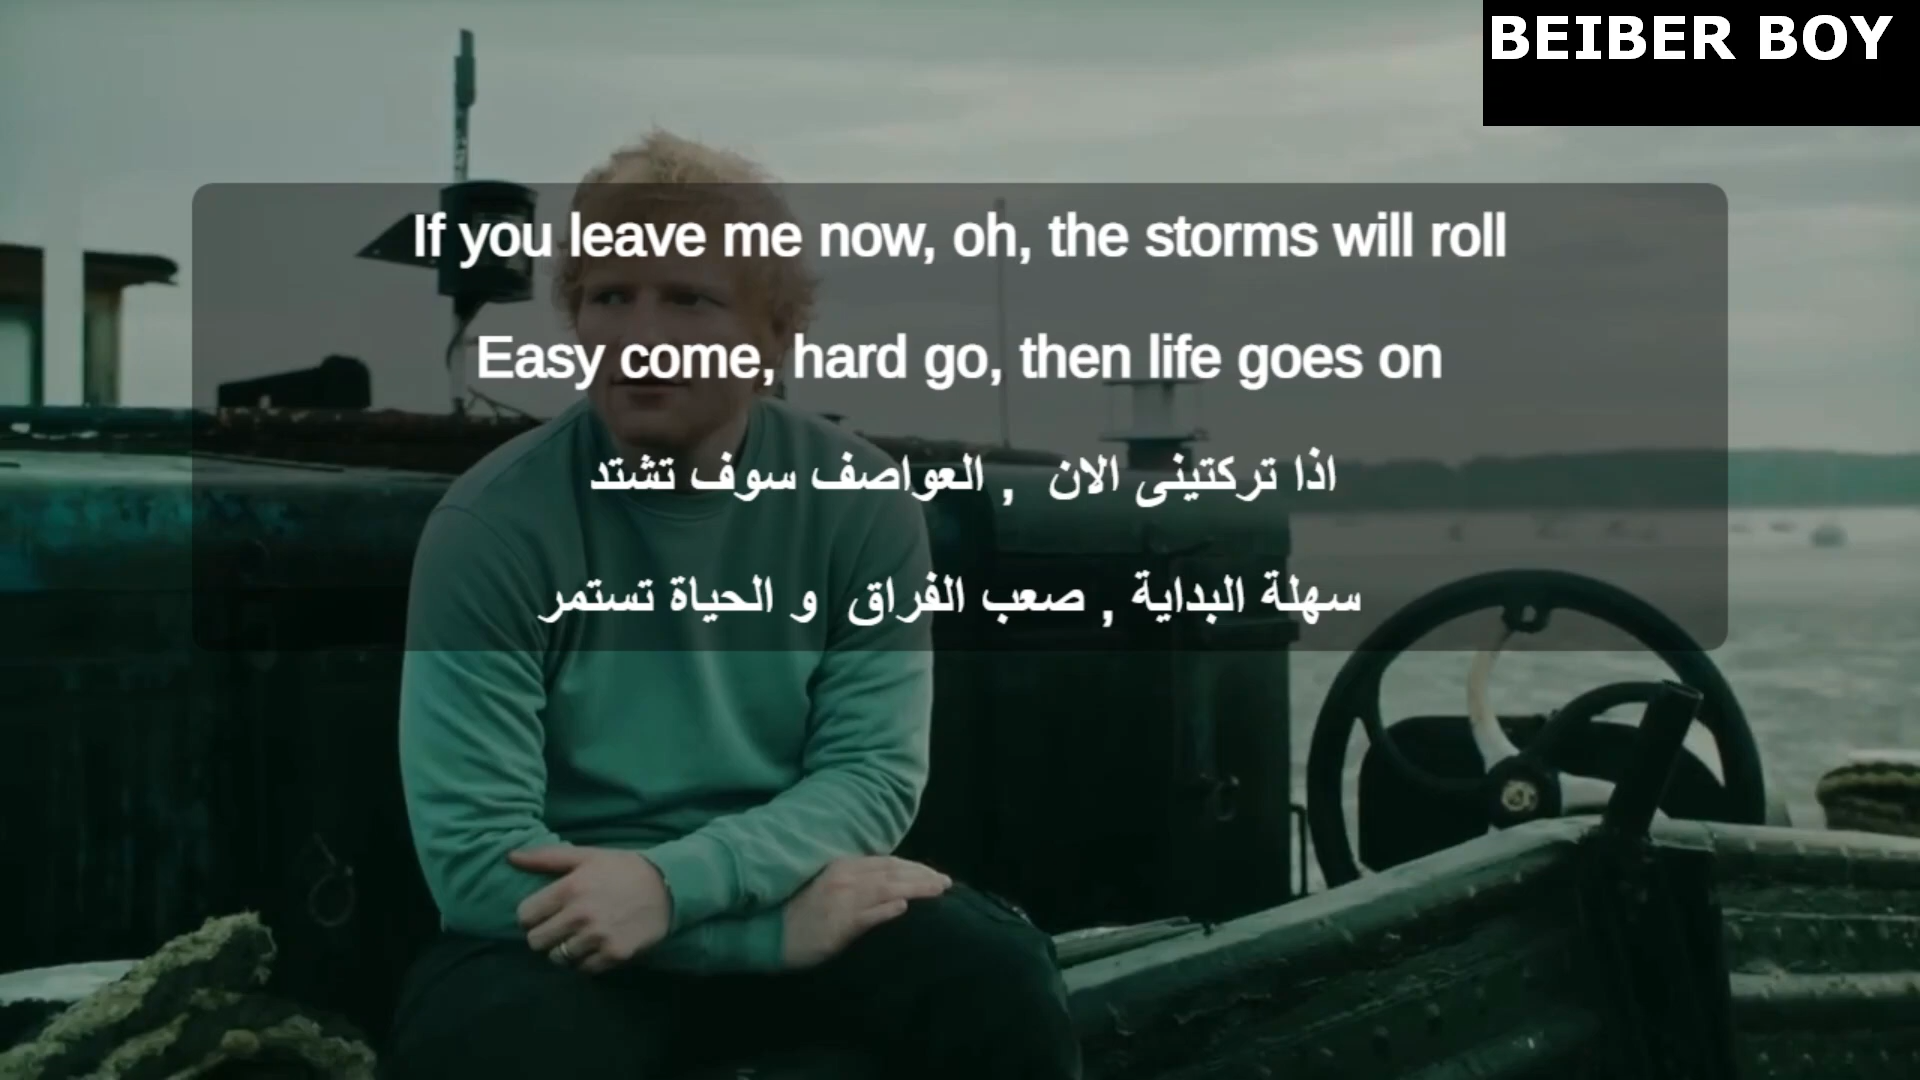 BEIBER BOY
If you leave me now, oh, the storms will roll
Easy come, hard go, then life goes on
اذا تركتينى الان , العواصف سوف تشتد
سهلة البداية , صعب الفراق و الحياة تستمر